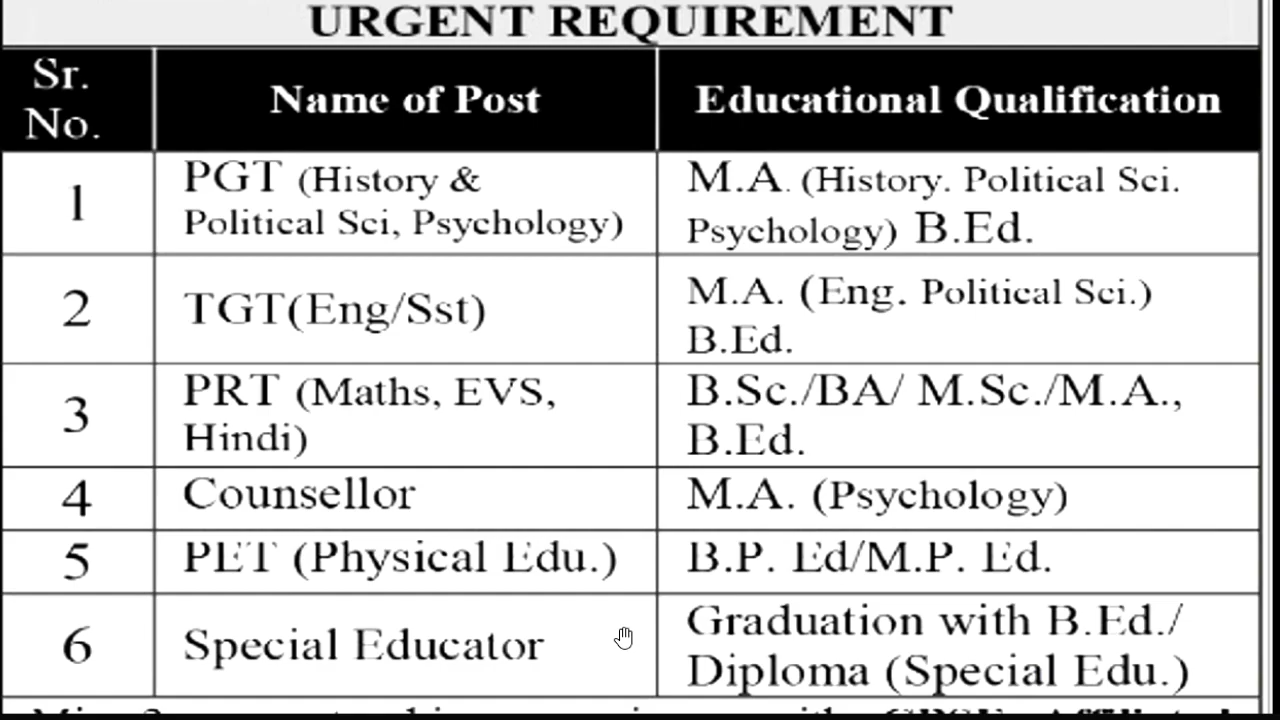 URGENT REQUIREMENT
Sr. No. Name of Post Educational Qualification
1 PGT (History & Political Sci, Psychology) M.A. (History. Political Sci. Psychology) B.Ed.
2 TGT(Eng/Sst) M.A. (Eng. Political Sci.) B.Ed.
3 PRT (Maths, EVS, Hindi) B.Sc./BA/ M.Sc./M.A., B.Ed.
4 Counsellor M.A. (Psychology)
5 PET (Physical Edu.) B.P. Ed/M.P. Ed.
6 Special Educator Graduation with B.Ed./ Diploma (Special Edu.)